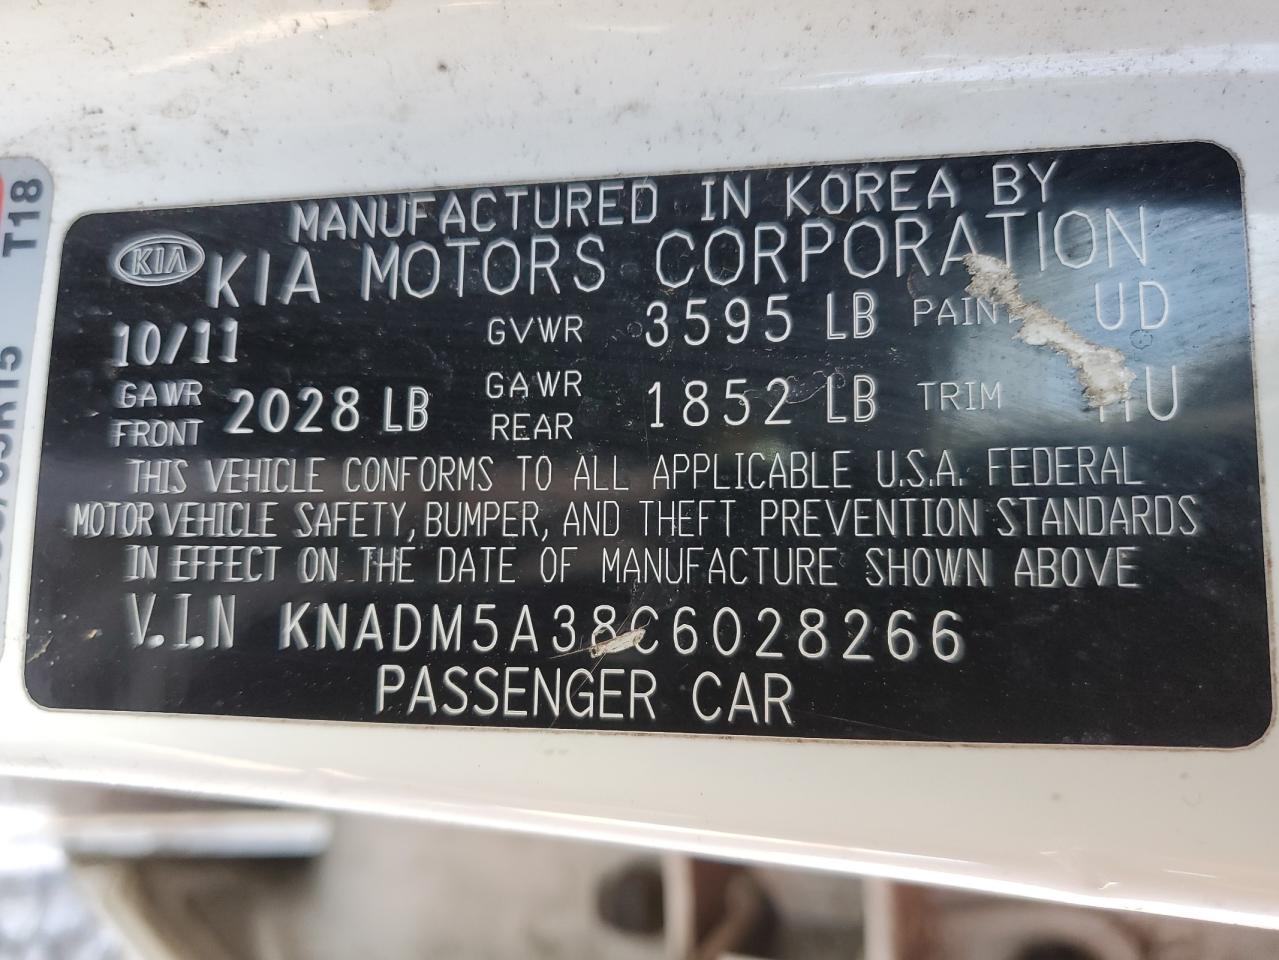 MANUFACTURED IN KOREA BY
KIA KIA MOTORS CORPORATION
10/11 GVWR 3595 LB PAINT UD
GAWR FRONT 2028 LB GAWR REAR 1852 LB TRIM
THIS VEHICLE CONFORMS TO ALL APPLICABLE U.S.A. FEDERAL
MOTOR VEHICLE SAFETY, BUMPER, AND THEFT PREVENTION STANDARDS
IN EFFECT ON THE DATE OF MANUFACTURE SHOWN ABOVE
V.I.N KNADM5A38C6028266
PASSENGER CAR
T18